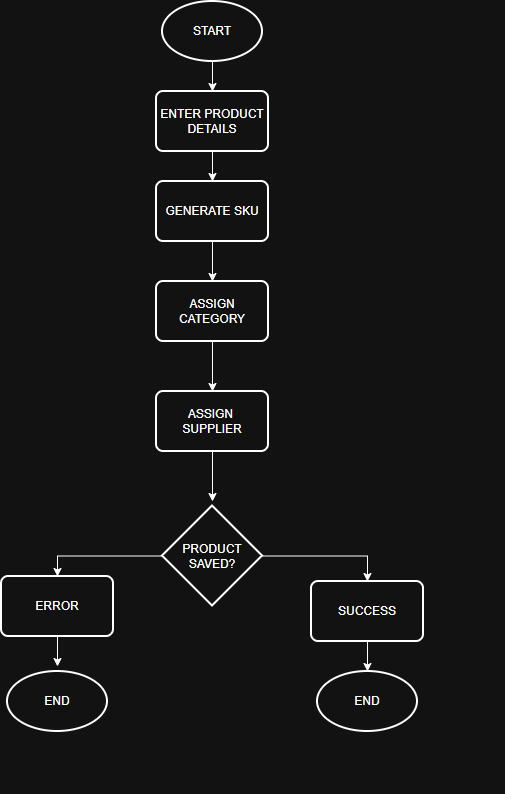 START
ENTER PRODUCT
DETAILS
GENERATE SKU
ASSIGN
CATEGORY
ASSIGN
SUPPLIER
PRODUCT
SAVED?
ERROR
SUCCESS
END
END